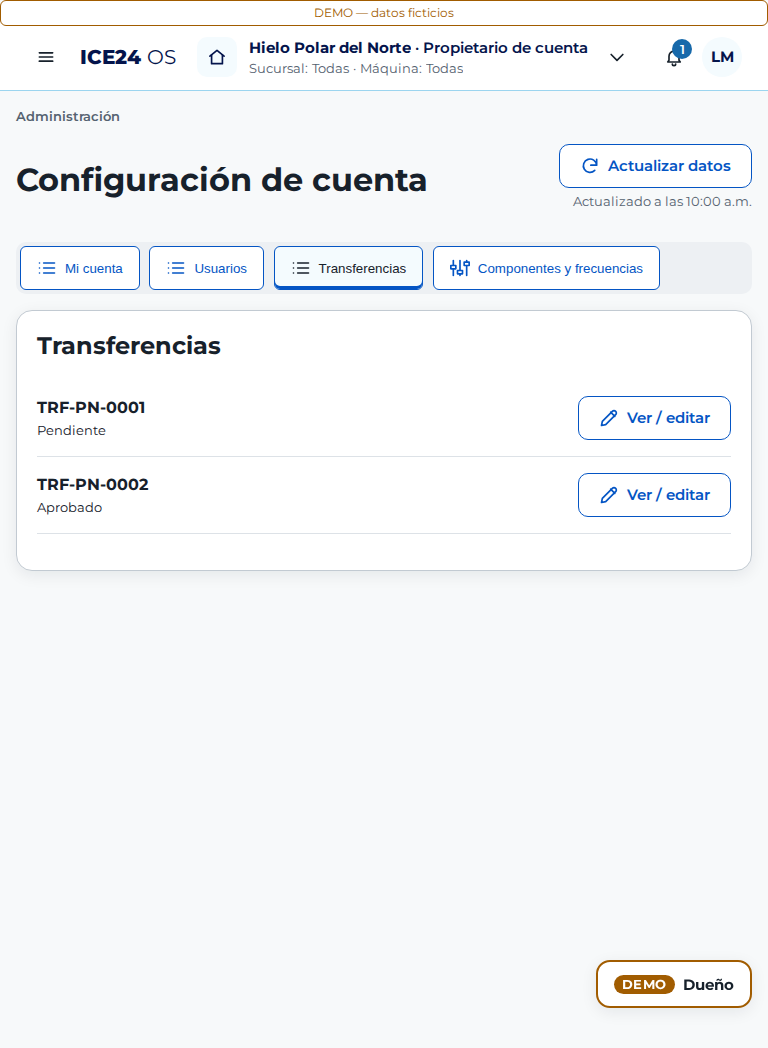 DEMO — datos ficticios
ICE24 OS
Hielo Polar del Norte · Propietario de cuenta
Sucursal: Todas · Máquina: Todas
1
LM
Administración
Configuración de cuenta
Actualizar datos
Actualizado a las 10:00 a.m.
Mi cuenta
Usuarios
Transferencias
Componentes y frecuencias
Transferencias
TRF-PN-0001
Pendiente
Ver / editar
TRF-PN-0002
Aprobado
Ver / editar
DEMO Dueño